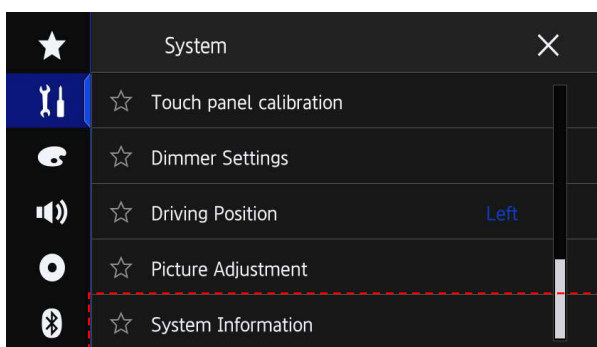 System
Touch panel calibration
Dimmer Settings
Driving Position Left
Picture Adjustment
System Information